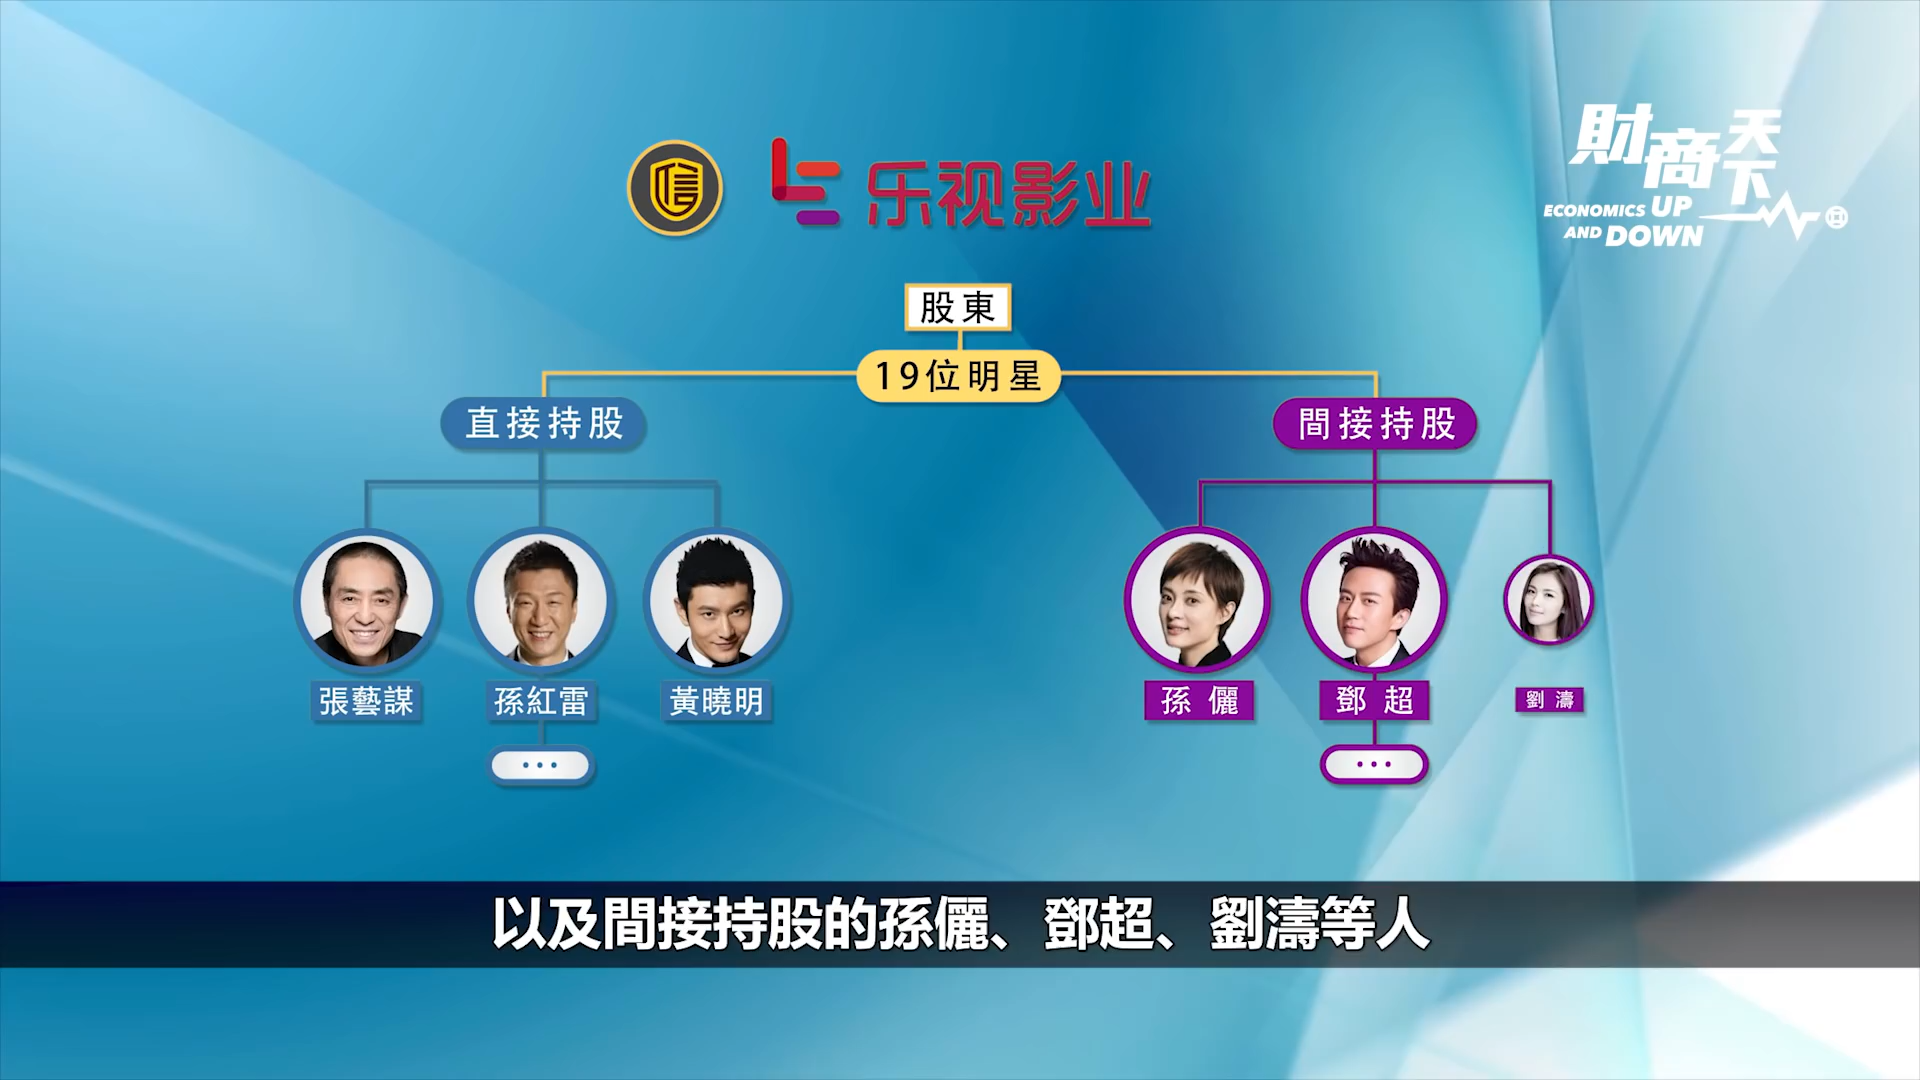 信
乐视影业
財商天下
ECONOMICS UP
AND DOWN
股東
19位明星
直接持股
間接持股
張藝謀
孫紅雷
黃曉明
孫儷
鄧超
劉濤
...
...
以及間接持股的孫儷、鄧超、劉濤等人